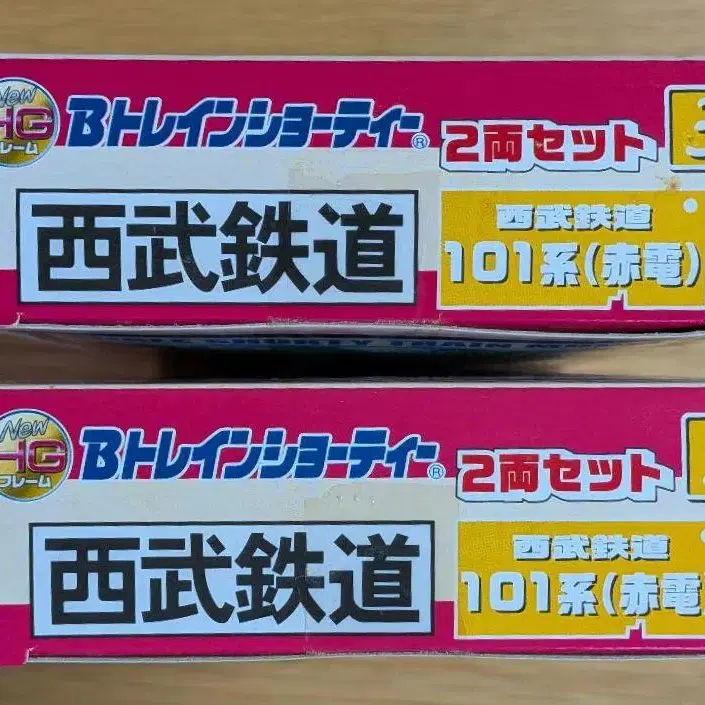 New
HG
フレーム
Bトレインショーティー®
2両セット
西武鉄道
西武鉄道
101系(赤電)
New
HG
フレーム
Bトレインショーティー®
2両セット
西武鉄道
西武鉄道
101系(赤電)